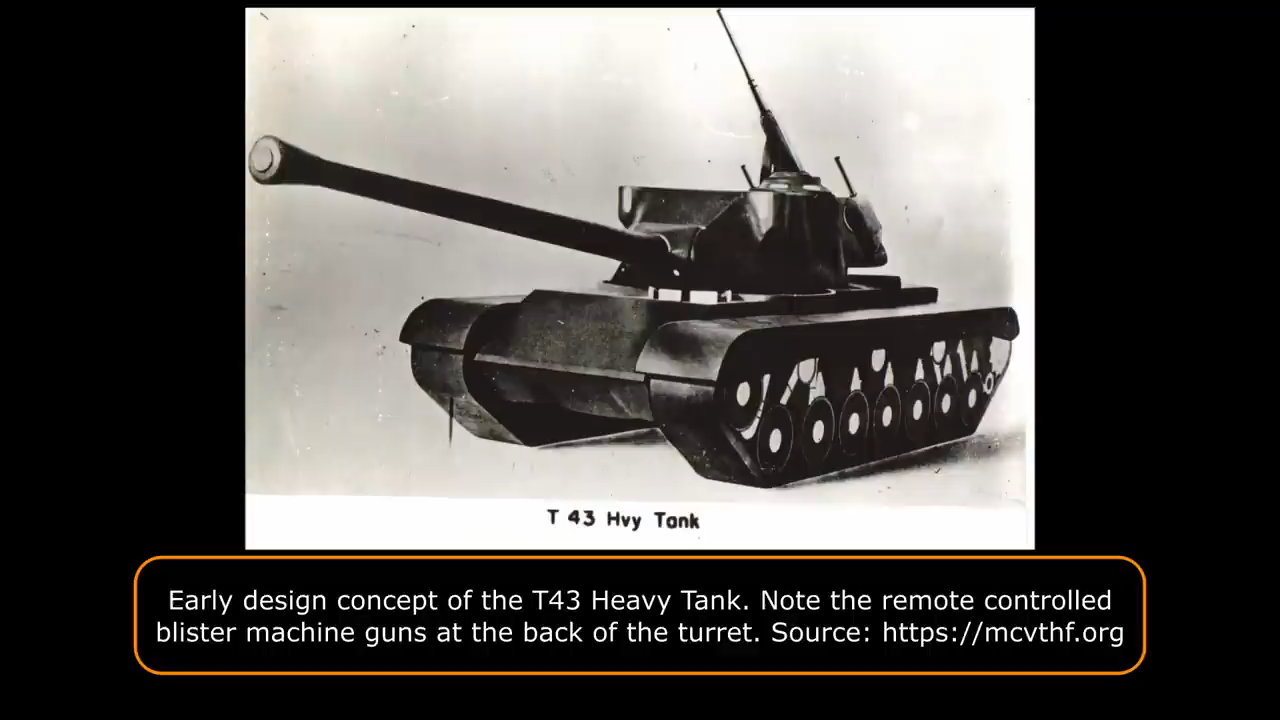 T 43 Hvy Tank
Early design concept of the T43 Heavy Tank. Note the remote controlled
blister machine guns at the back of the turret. Source: https://mcvthf.org